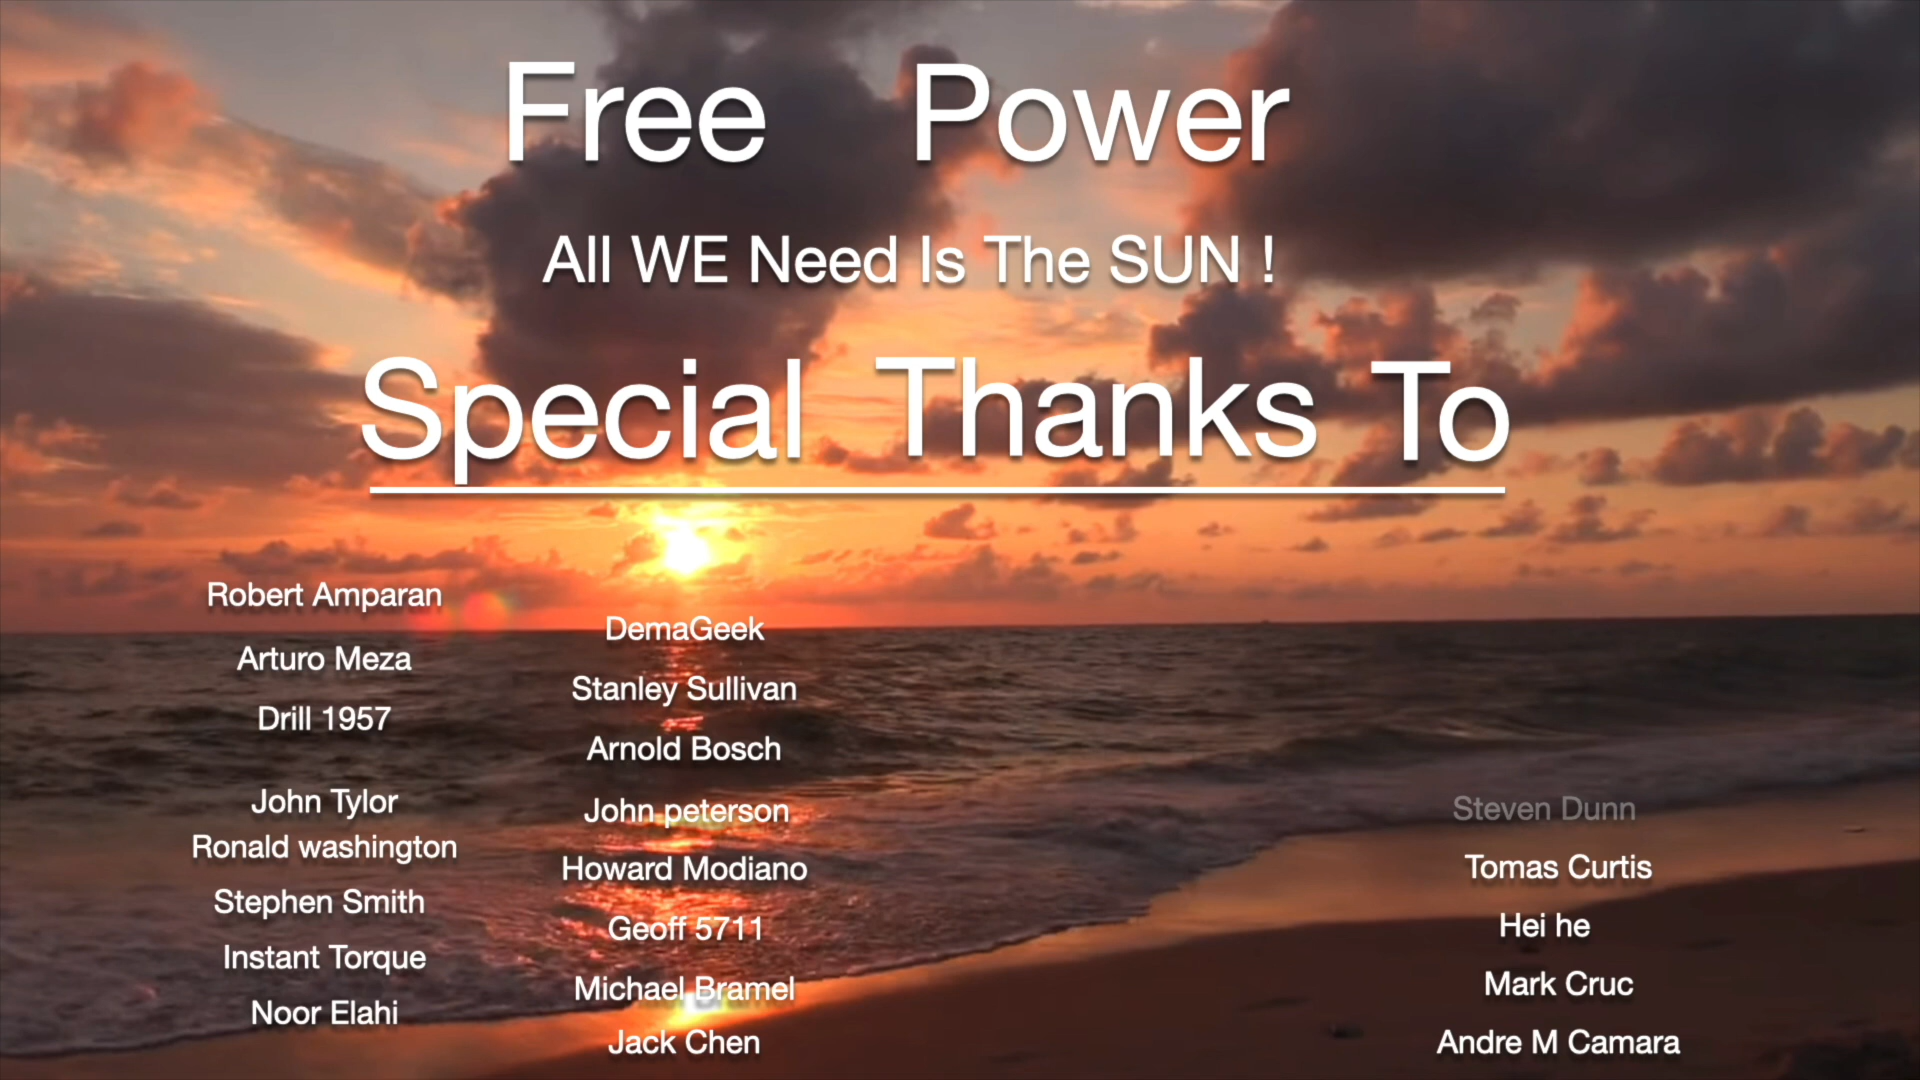 Free Power
All WE Need Is The SUN !
Special Thanks To
Robert Amparan
Arturo Meza
Drill 1957
John Tylor
Ronald washington
Stephen Smith
Instant Torque
Noor Elahi
DemaGeek
Stanley Sullivan
Arnold Bosch
John peterson
Howard Modiano
Geoff 5711
Michael Bramel
Jack Chen
Steven Dunn
Tomas Curtis
Hei he
Mark Cruc
Andre M Camara